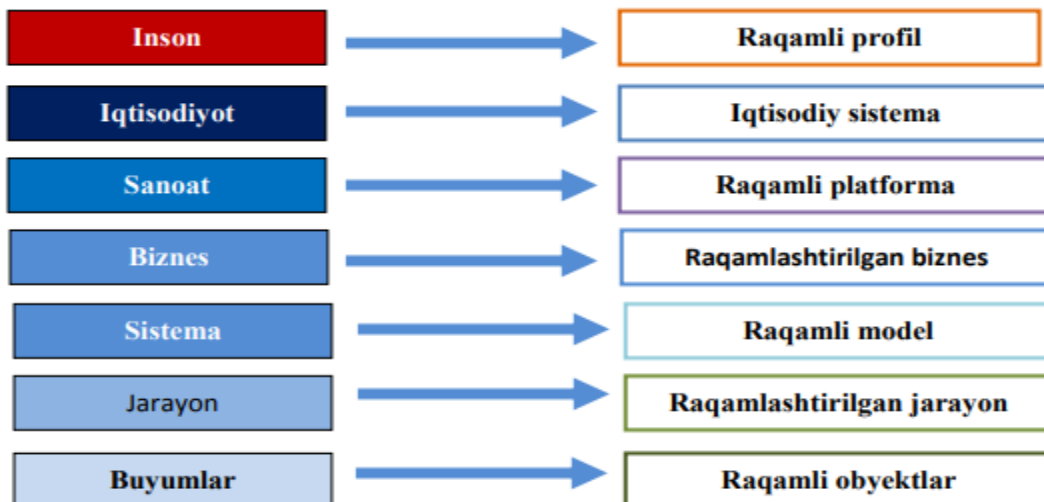 Inson
Raqamli profil
Iqtisodiyot
Iqtisodiy sistema
Sanoat
Raqamli platforma
Biznes
Raqamlashtirilgan biznes
Sistema
Raqamli model
Jarayon
Raqamlashtirilgan jarayon
Buyumlar
Raqamli obyektlar